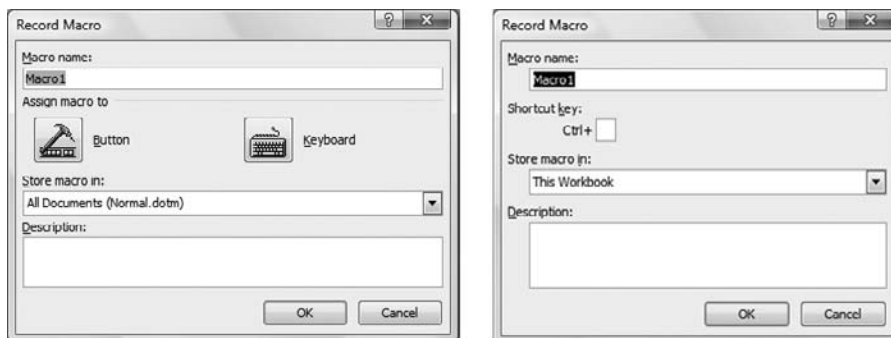 Record Macro
Macro name:
Macro1
Assign macro to
Button
Keyboard
Store macro in:
All Documents (Normal.dotm)
Description:
OK
Cancel
Record Macro
Macro name:
Macro1
Shortcut key:
Ctrl+
Store macro in:
This Workbook
Description:
OK
Cancel